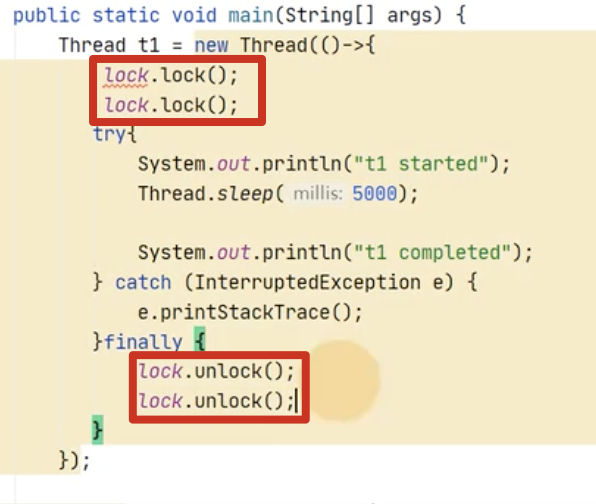 public static void main(String[] args) {
Thread t1 = new Thread(()->{
lock.lock();
lock.lock();
try{
System.out.println("t1 started");
Thread.sleep( millis: 5000);
System.out.println("t1 completed");
} catch (InterruptedException e) {
e.printStackTrace();
}finally {
lock.unlock();
lock.unlock();
}
});